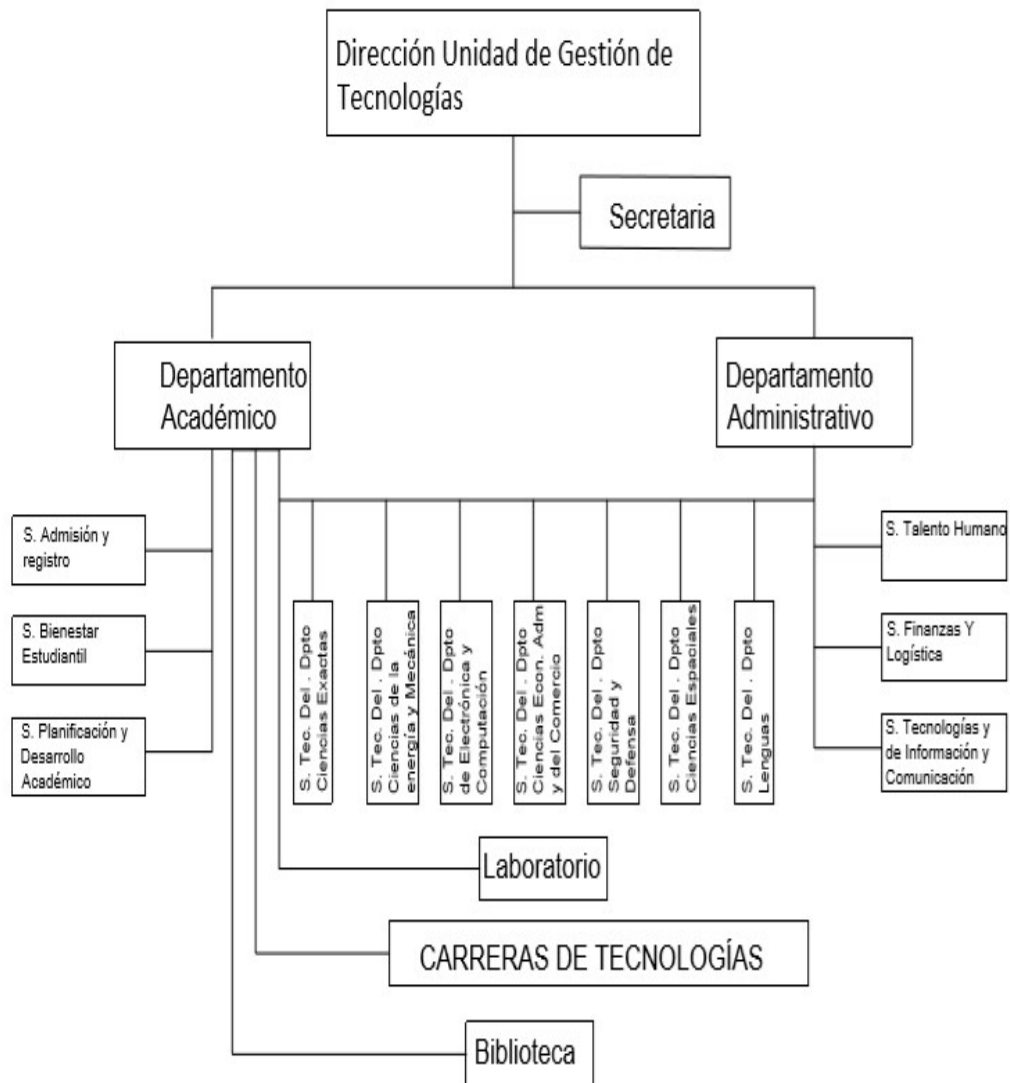 Dirección Unidad de Gestión de
Tecnologías
Secretaria
Departamento
Académico
Departamento
Administrativo
S. Admisión y
registro
S. Bienestar
Estudiantil
S. Planificación y
Desarrollo
Académico
S. Tec. Del . Dpto
Ciencias Exactas
S. Tec. Del . Dpto
Ciencias de la
energía y Mecánica
S. Tec. Del . Dpto
de Electrónica y
Computación
S. Tec. Del . Dpto
Ciencias Econ. Adm
y del Comercio
S. Tec. Del . Dpto
Seguridad y
Defensa
S. Tec. Del . Dpto
Ciencias Espaciales
S. Tec. Del . Dpto
Lenguas
S. Talento Humano
S. Finanzas Y
Logística
S. Tecnologías y
de Información y
Comunicación
Laboratorio
CARRERAS DE TECNOLOGÍAS
Biblioteca